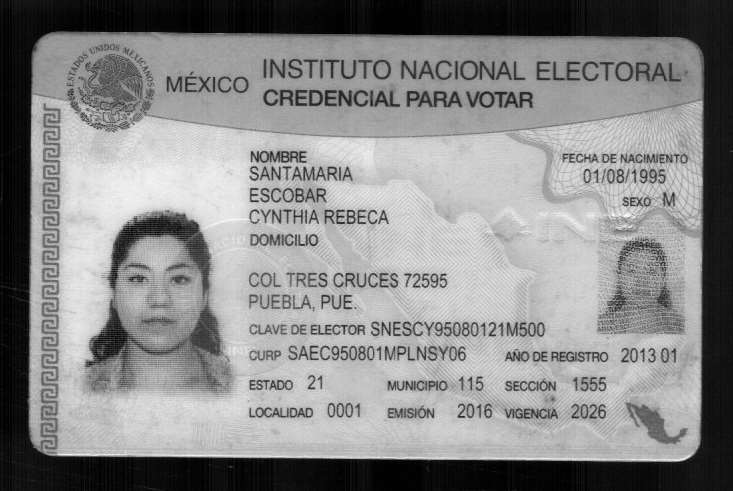 ESTADOS UNIDOS MEXICANOS
MÉXICO INSTITUTO NACIONAL ELECTORAL
CREDENCIAL PARA VOTAR
NOMBRE
SANTAMARIA
ESCOBAR
CYNTHIA REBECA
FECHA DE NACIMIENTO
01/08/1995
SEXO M
DOMICILIO
COL TRES CRUCES 72595
PUEBLA, PUE.
CLAVE DE ELECTOR SNESCY95080121M500
CURP SAEC950801MPLNSY06 AÑO DE REGISTRO 2013 01
ESTADO 21 MUNICIPIO 115 SECCIÓN 1555
LOCALIDAD 0001 EMISIÓN 2016 VIGENCIA 2026
INE